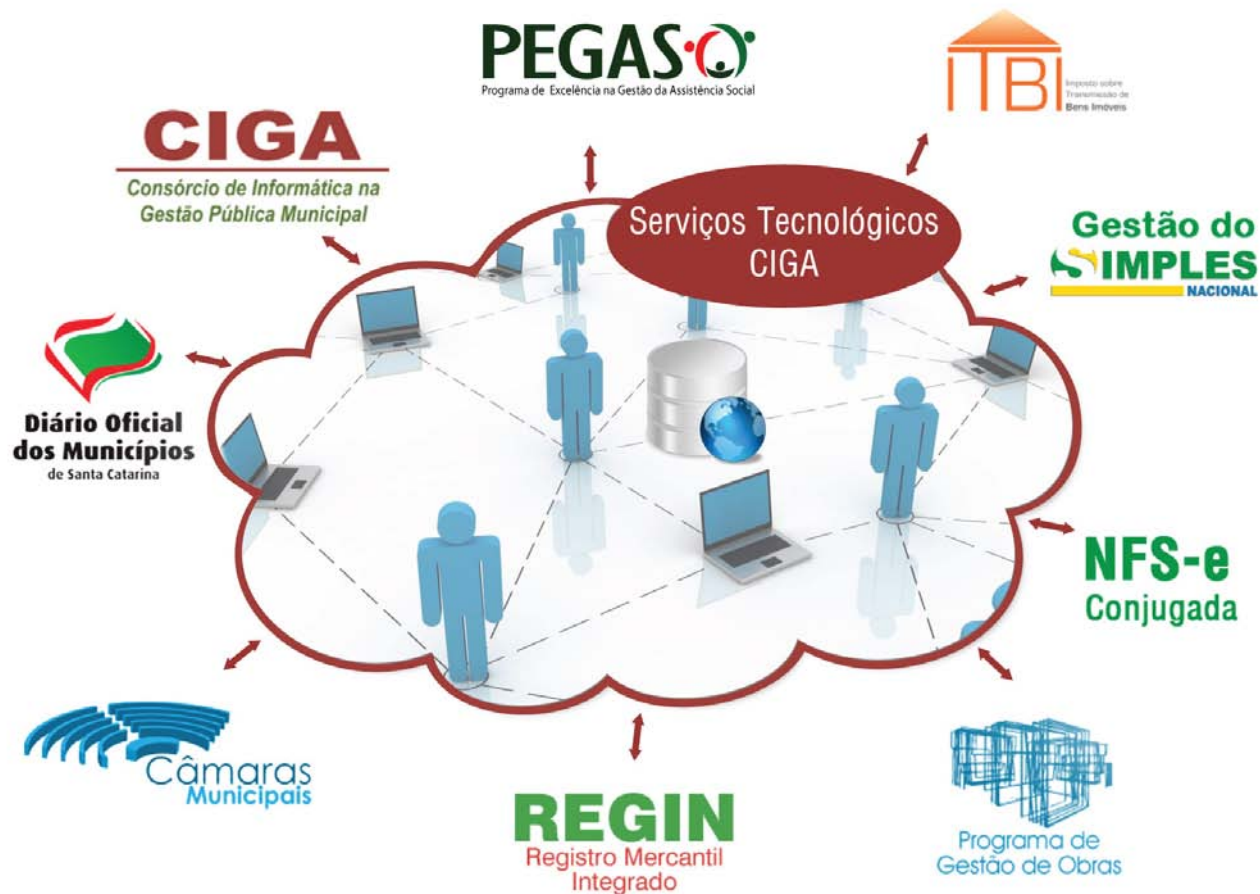 PEGASO
Programa de Excelência na Gestão da Assistência Social
ITBI
Imposto sobre
Transmissão de
Bens Imóveis
CIGA
Consórcio de Informática na
Gestão Pública Municipal
Serviços Tecnológicos
CIGA
Gestão do
SIMPLES
NACIONAL
Diário Oficial
dos Municípios
de Santa Catarina
NFS-e
Conjugada
Câmaras
Municipais
REGIN
Registro Mercantil
Integrado
Programa de
Gestão de Obras